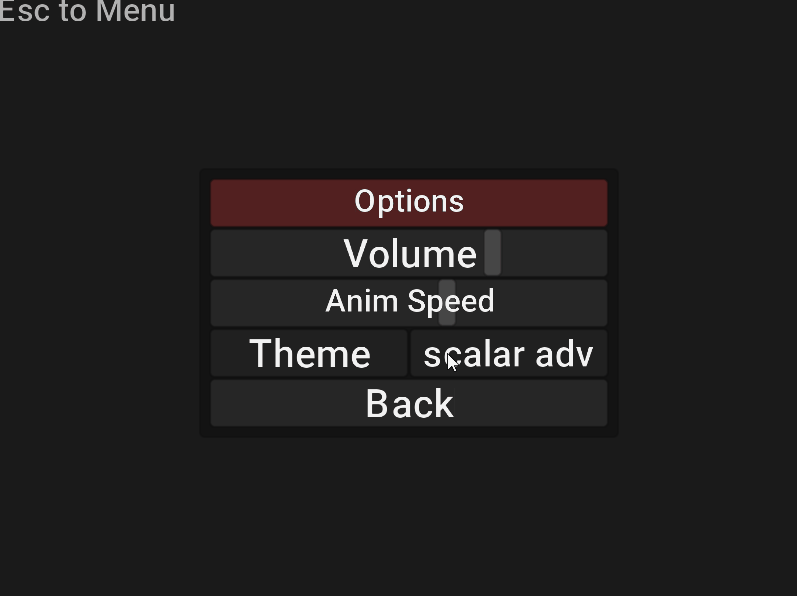 Esc to Menu
Options
Volume
Anim Speed
Theme scalar adv
Back